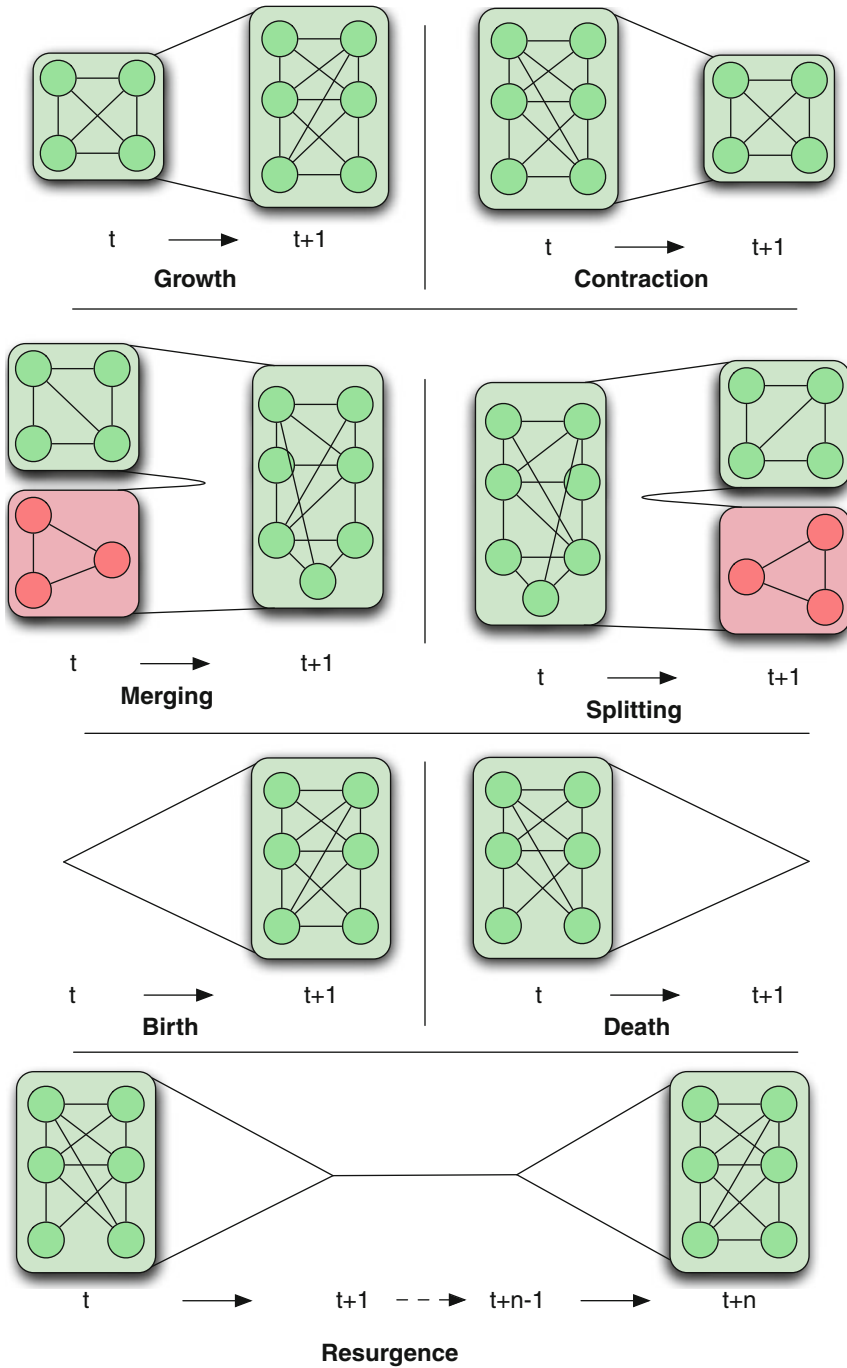 t → t+1
Growth
t → t+1
Contraction
t → t+1
Merging
t → t+1
Splitting
t → t+1
Birth
t → t+1
Death
t → t+1 --> t+n-1 → t+n
Resurgence